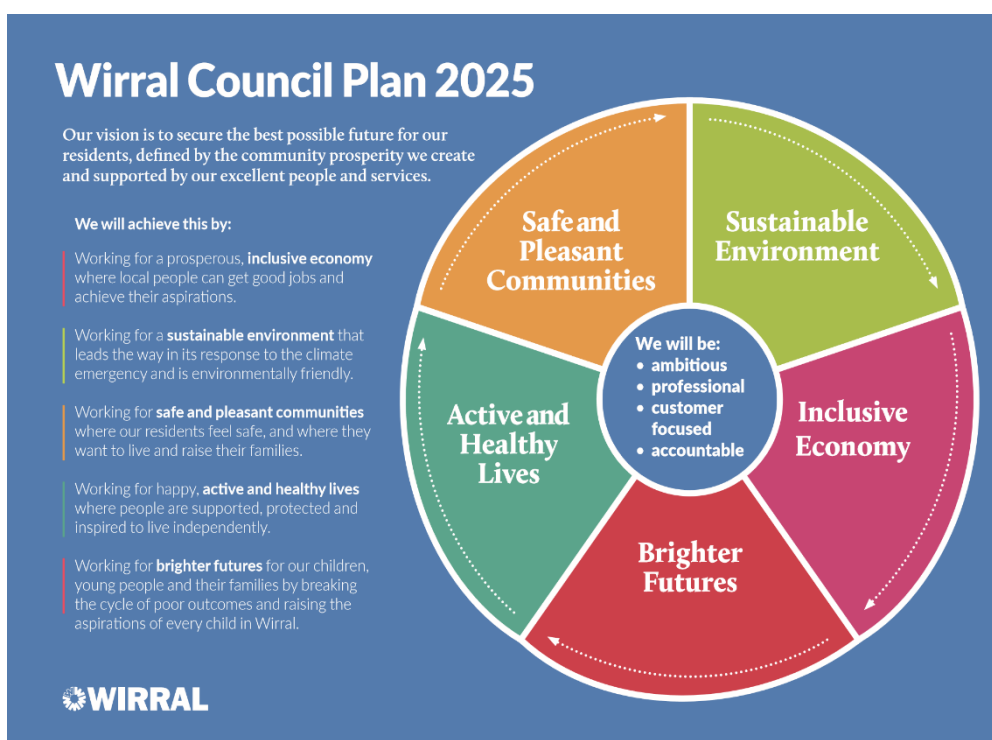 Wirral Council Plan 2025
Our vision is to secure the best possible future for our
residents, defined by the community prosperity we create
and supported by our excellent people and services.
We will achieve this by:
Working for a prosperous, inclusive economy
where local people can get good jobs and
achieve their aspirations.
Working for a sustainable environment that
leads the way in its response to the climate
emergency and is environmentally friendly.
Working for safe and pleasant communities
where our residents feel safe, and where they
want to live and raise their families.
Working for happy, active and healthy lives
where people are supported, protected and
inspired to live independently.
Working for brighter futures for our children,
young people and their families by breaking
the cycle of poor outcomes and raising the
aspirations of every child in Wirral.
WIRRAL
Safe and
Pleasant
Communities
Sustainable
Environment
Inclusive
Economy
Brighter
Futures
Active and
Healthy
Lives
We will be:
• ambitious
• professional
• customer
focused
• accountable